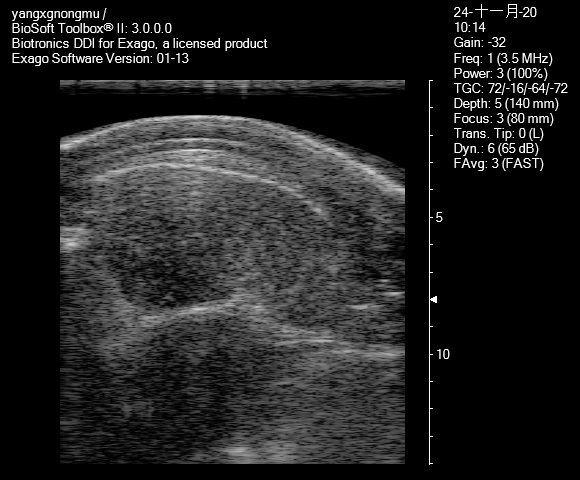 yangxgnongmu /
BioSoft Toolbox® II: 3.0.0.0
Biotronics DDI for Exago, a licensed product
Exago Software Version: 01-13
24-十一月-20
10:14
Gain: -32
Freq: 1 (3.5 MHz)
Power: 3 (100%)
TGC: 72/-16/-64/-72
Depth: 5 (140 mm)
Focus: 3 (80 mm)
Trans. Tip: 0 (L)
Dyn.: 6 (65 dB)
FAvg: 3 (FAST)
5
10